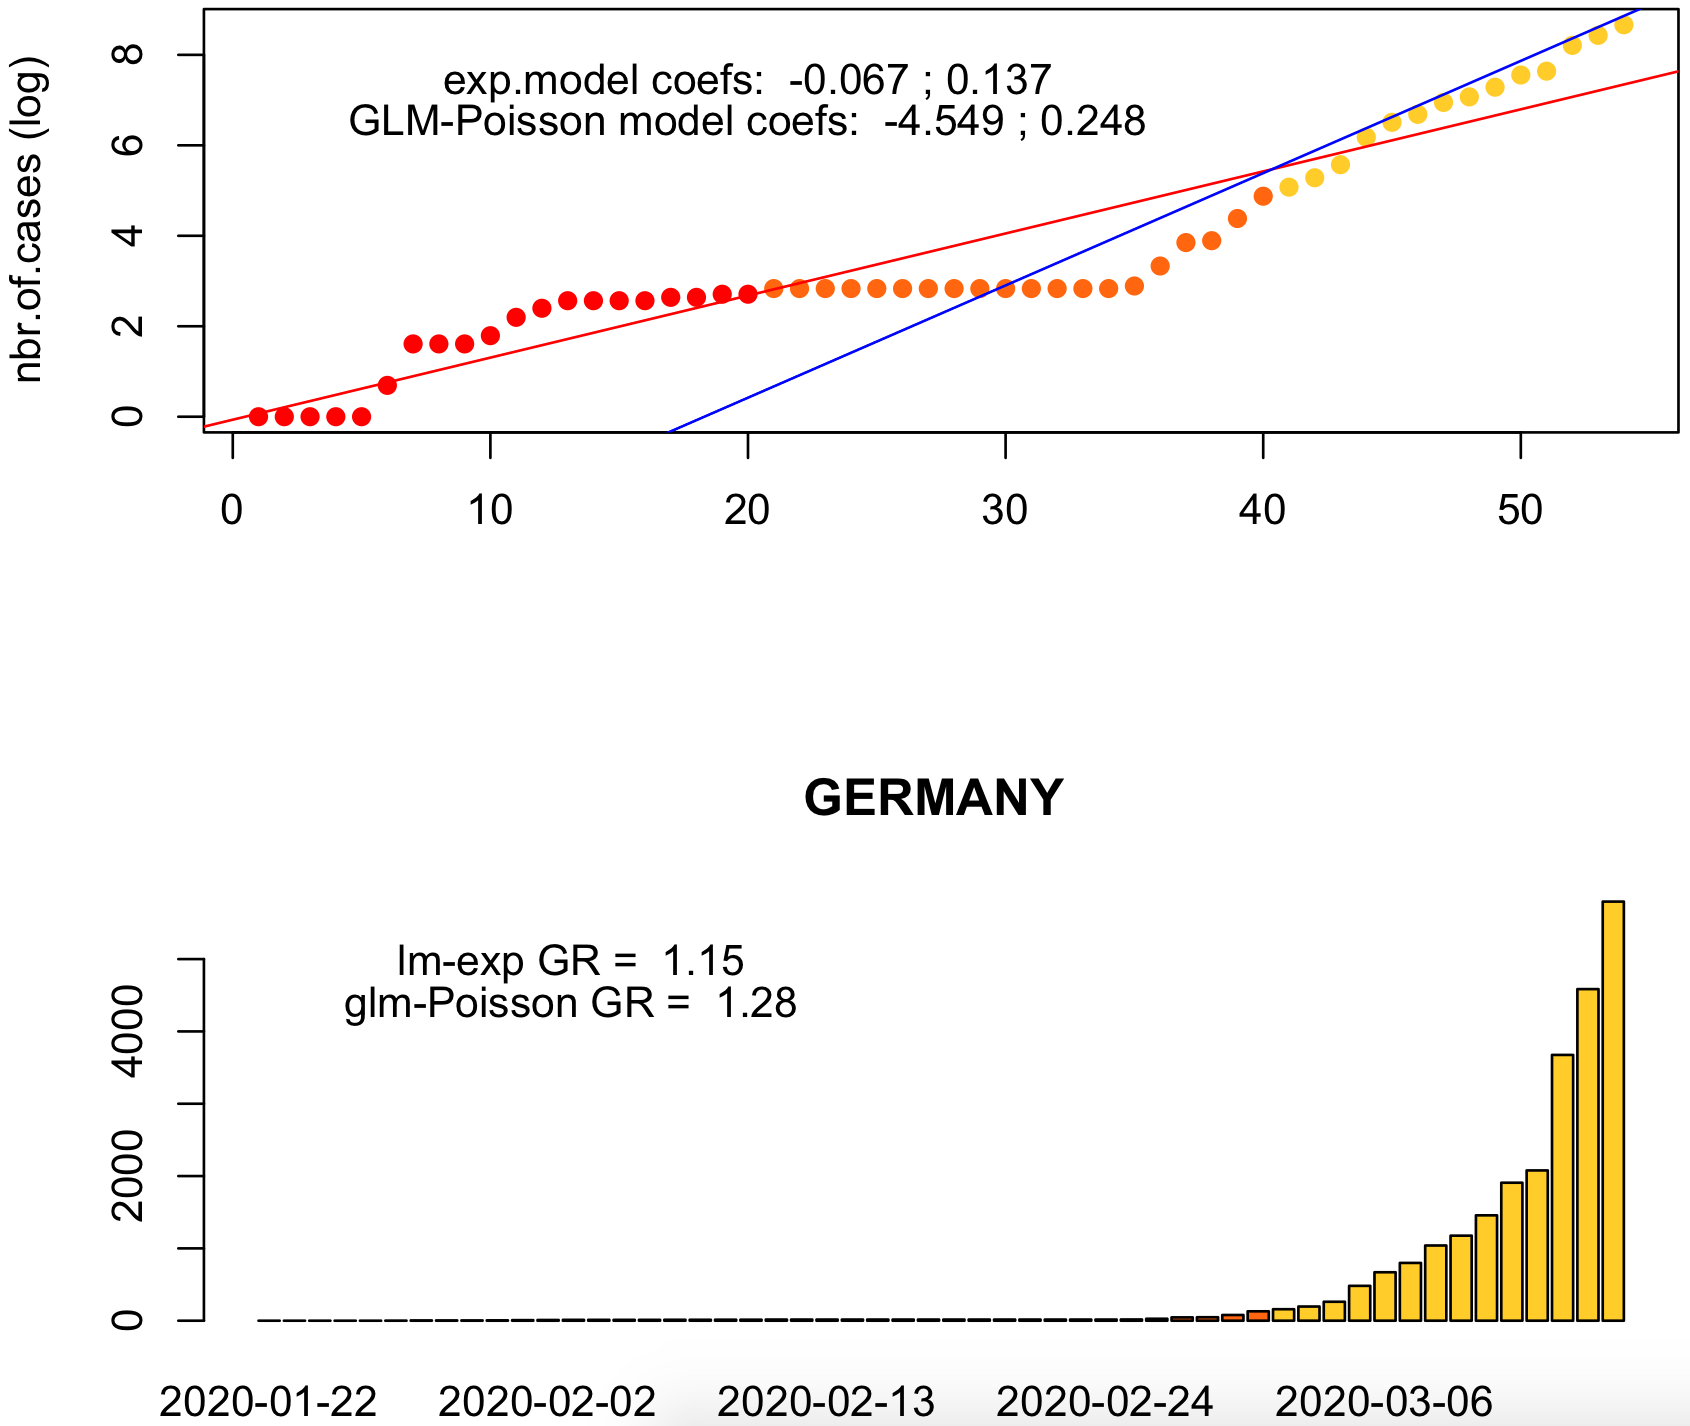 nbr.of.cases (log)
8
6
4
2
0
exp.model coefs:  -0.067 ; 0.137
GLM-Poisson model coefs:  -4.549 ; 0.248
0 10 20 30 40 50
GERMANY
lm-exp GR =  1.15
glm-Poisson GR =  1.28
4000
2000
0
2020-01-22 2020-02-02 2020-02-13 2020-02-24 2020-03-06